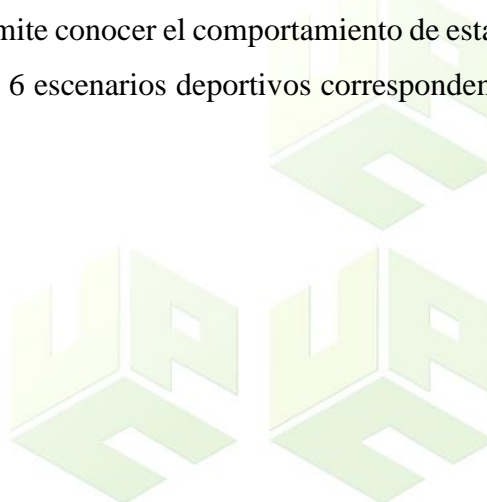 mite conocer el comportamiento de esta
6 escenarios deportivos corresponden